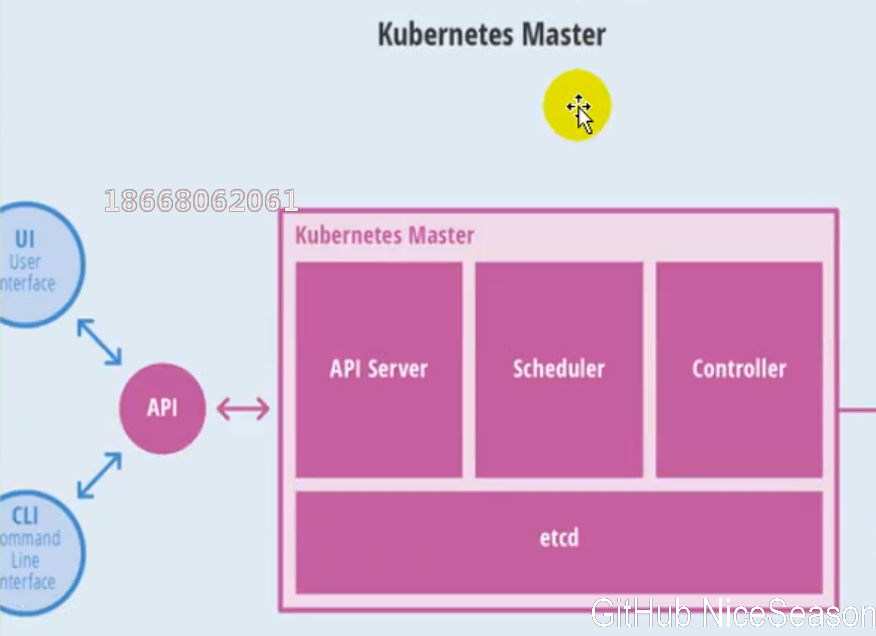 Kubernetes Master
18668062061
Kubernetes Master
UI
User
nterface
API Server
Scheduler
Controller
API
CLI
ommand
Line
nterface
etcd
GitHub NiceSeason